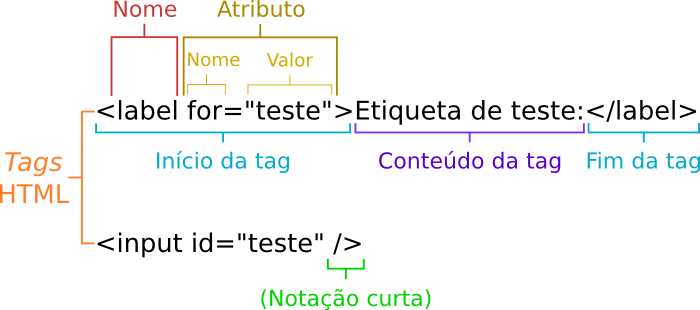 Nome Atributo
Nome Valor
<label for="teste">Etiqueta de teste:</label>
Início da tag Conteúdo da tag Fim da tag
Tags
HTML
<input id="teste" />
(Notação curta)